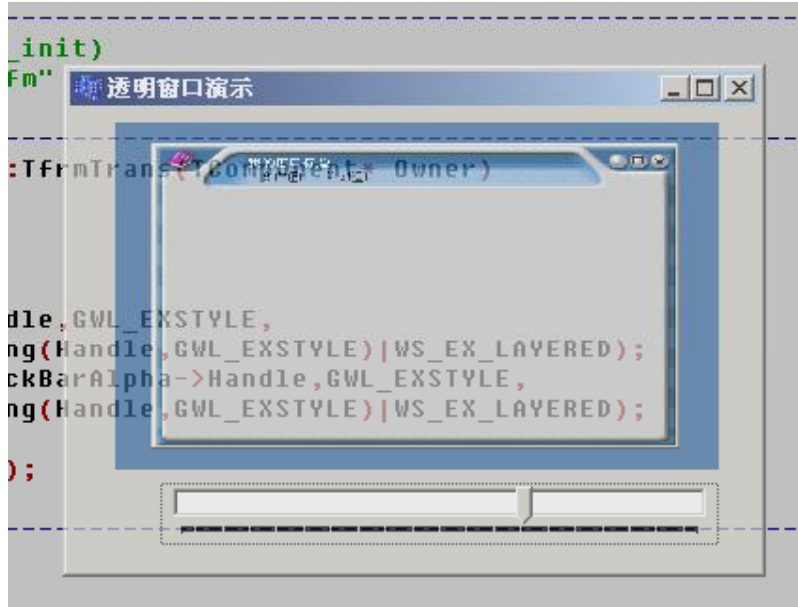 _init)
fm"
透明窗口演示
:TfrmTrans(TComponent* Owner)
dle,GWL_EXSTYLE,
ng(Handle,GWL_EXSTYLE)|WS_EX_LAYERED);
ckBarAlpha->Handle,GWL_EXSTYLE,
ng(Handle,GWL_EXSTYLE)|WS_EX_LAYERED);
);